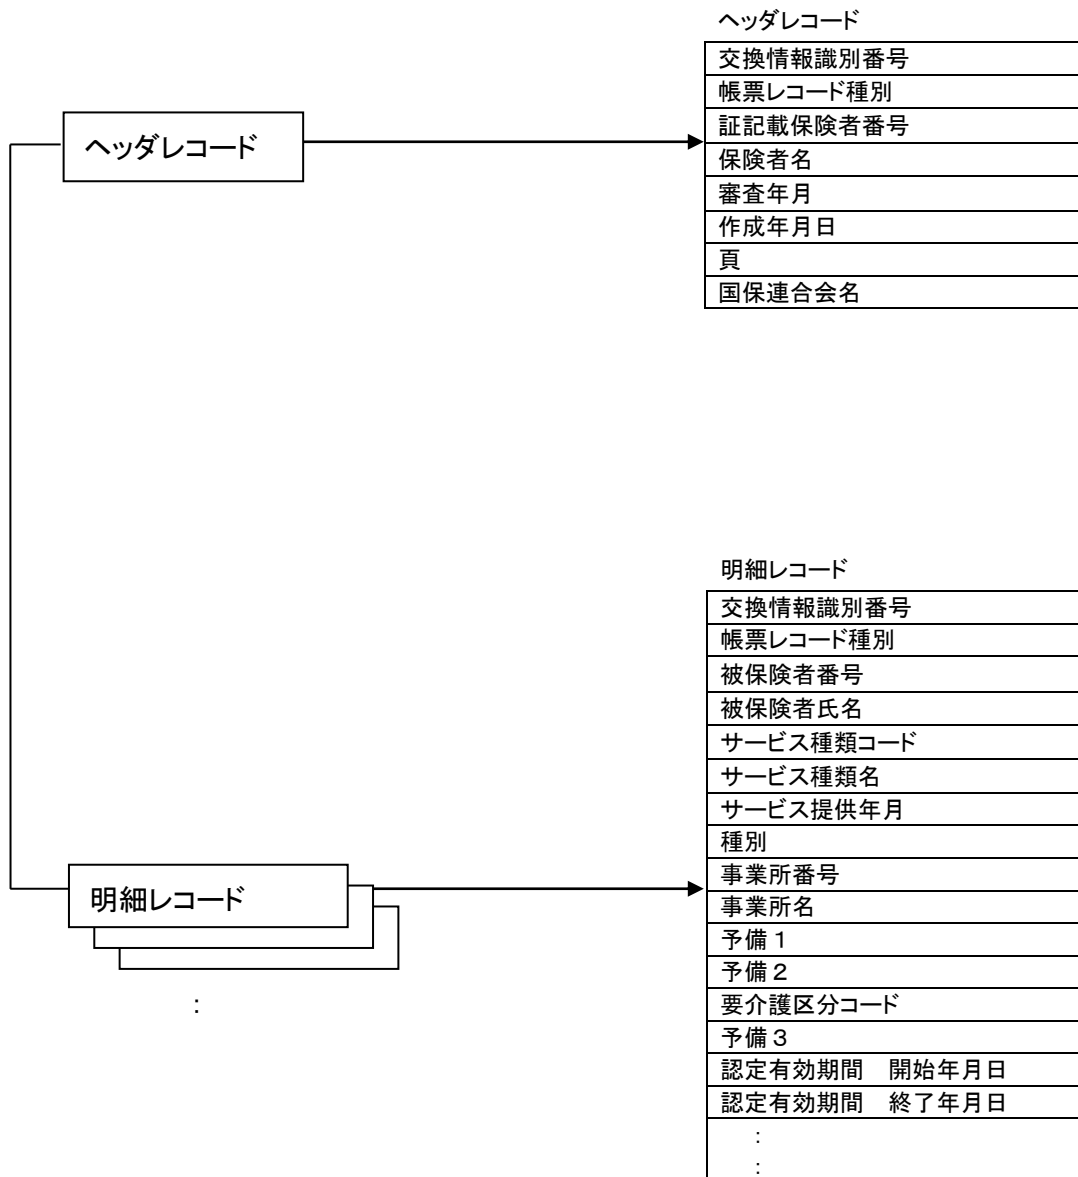 ヘッダレコード
交換情報識別番号
帳票レコード種別
証記載保険者番号
保険者名
審査年月
作成年月日
頁
国保連合会名
ヘッダレコード
明細レコード
交換情報識別番号
帳票レコード種別
被保険者番号
被保険者氏名
サービス種類コード
サービス種類名
サービス提供年月
種別
事業所番号
事業所名
予備1
予備2
要介護区分コード
予備3
認定有効期間　開始年月日
認定有効期間　終了年月日
:
:
明細レコード
: